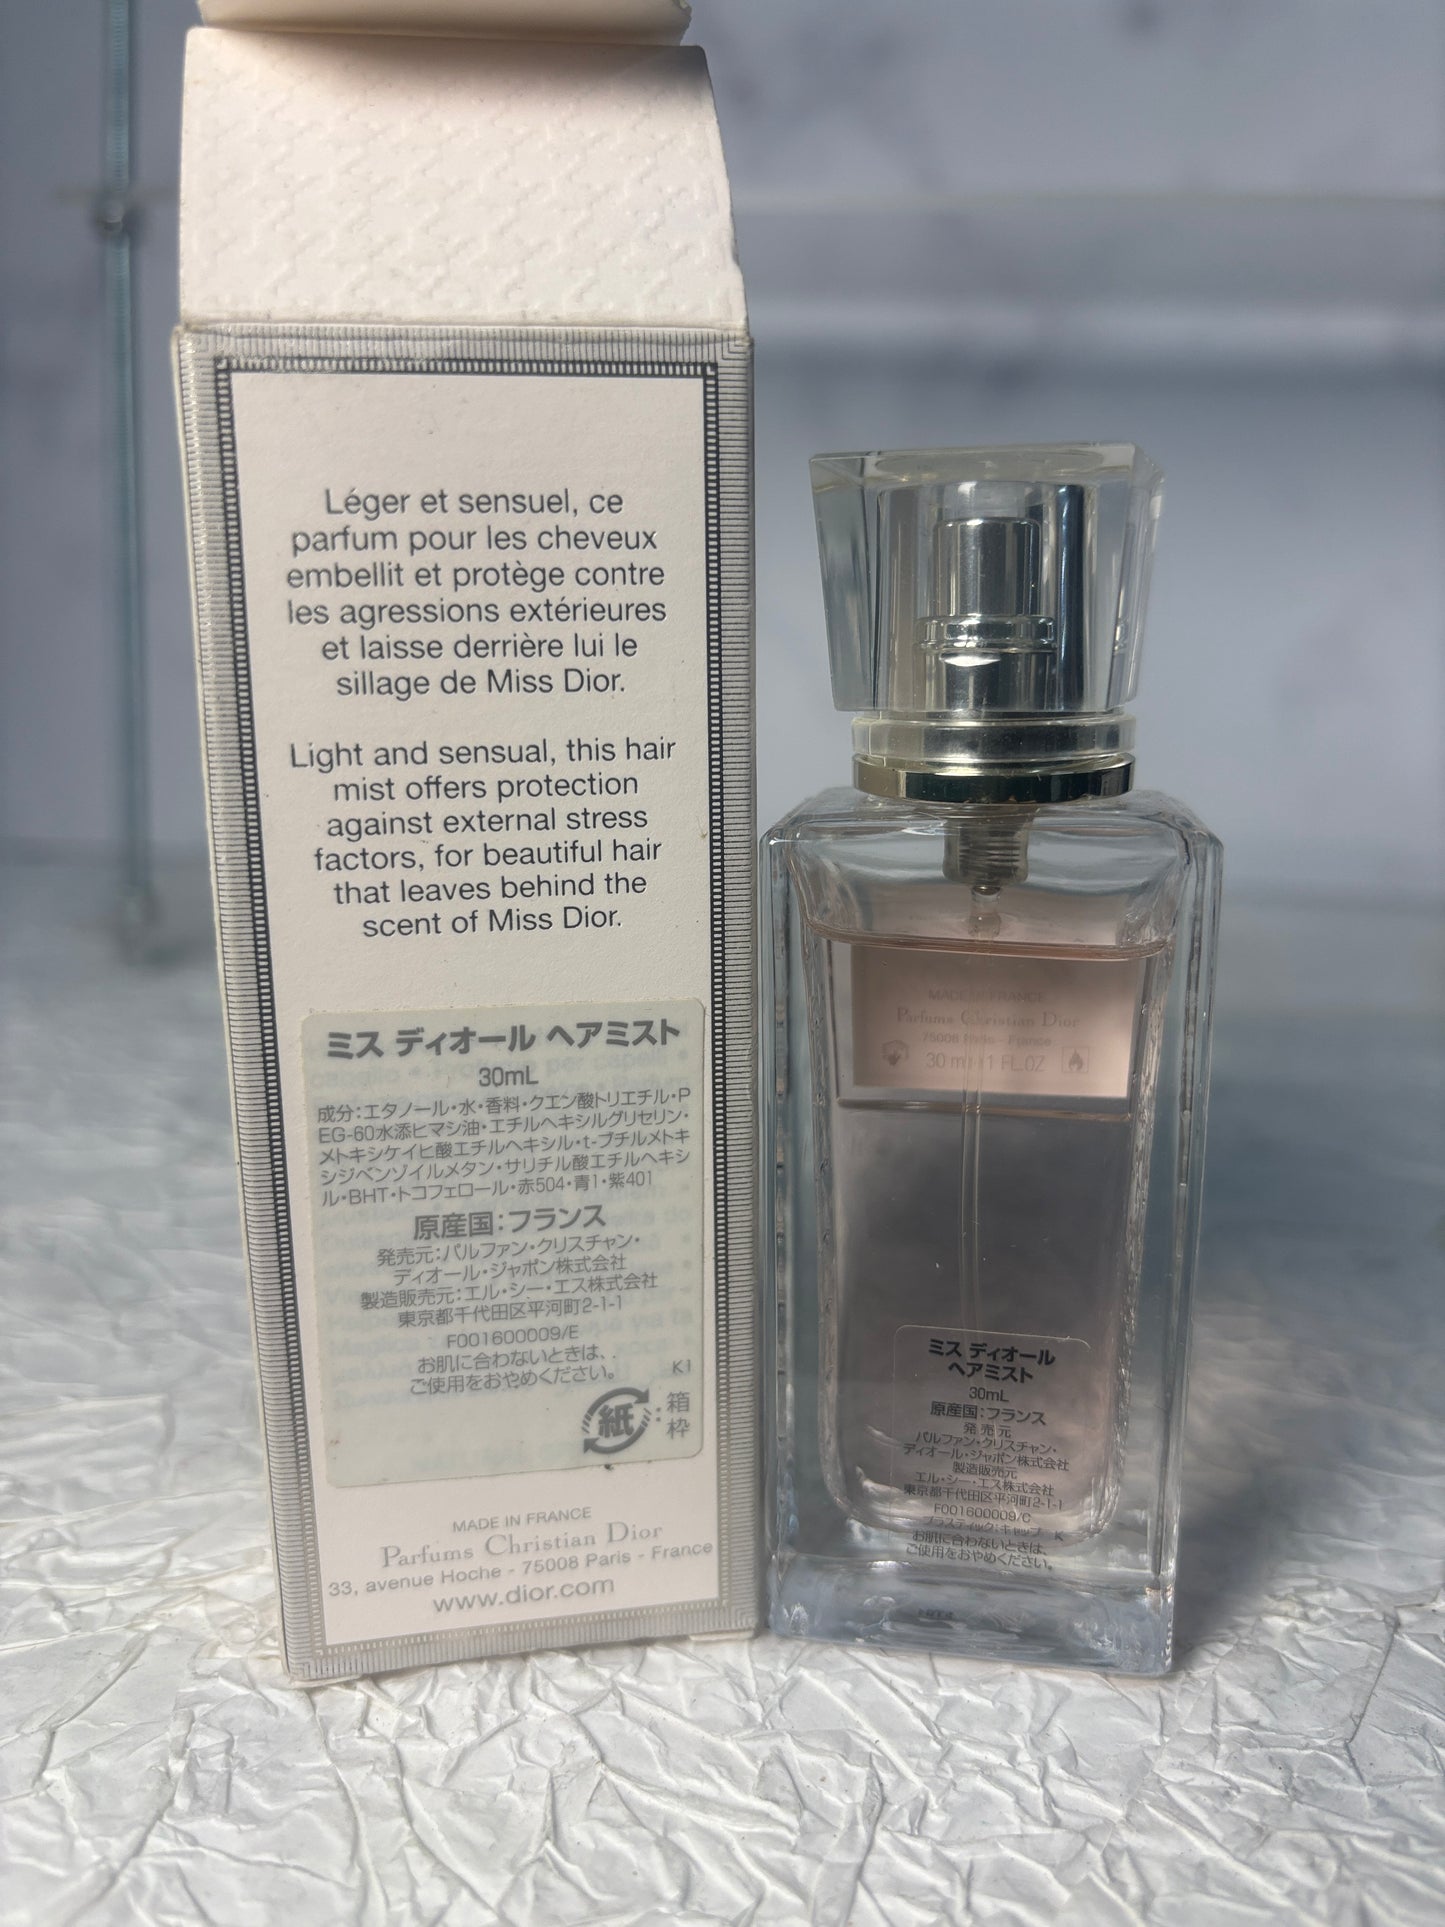 Léger et sensuel, ce
parfum pour les cheveux
embellit et protège contre
les agressions extérieures
et laisse derrière lui le
sillage de Miss Dior.
Light and sensual, this hair
mist offers protection
against external stress
factors, for beautiful hair
that leaves behind the
scent of Miss Dior.
ミス ディオール ヘアミスト
30mL
成分:エタノール・水・香料・クエン酸トリエチル・P
EG-60水添ヒマシ油・エチルヘキシルグリセリン・
メトキシケイヒ酸エチルヘキシル・t-ブチルメトキ
シジベンゾイルメタン・サリチル酸エチルヘキシ
ル・BHT・トコフェロール・赤504・青1・紫401
原産国:フランス
発売元:パルファン・クリスチャン・
ディオール・ジャポン株式会社
製造販売元:エル・シー・エス株式会社
東京都千代田区平河町2-1-1
F001600009/E
お肌に合わないときは、
ご使用をおやめください。
K1
紙:箱
枠
MADE IN FRANCE
Parfums Christian Dior
33, avenue Hoche - 75008 Paris - France
www.dior.com
MADE IN FRANCE
Parfums Christian Dior
75008 Paris - France
30 ml 1 FL.OZ
ミス ディオール
ヘアミスト
30mL
原産国:フランス
発売元
パルファン・クリスチャン・
ディオール・ジャポン株式会社
製造販売元
エル・シー・エス株式会社
東京都千代田区平河町2-1-1
F001600009/C
プラスティック:キャップ K
お肌に合わないときは、
ご使用をおやめください。